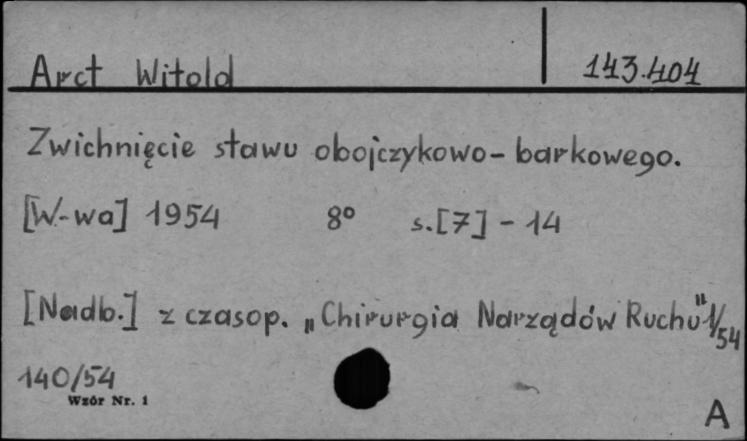 Arct Witold 143.404
Zwichnięcie stawu obojczykowo-barkowego.
[W-wa] 1954 8° s.[7] - 14
[Nadb.] z czasop. „Chirurgia Narządów Ruchu" 1/54
140/54
Wzór Nr. 1
A